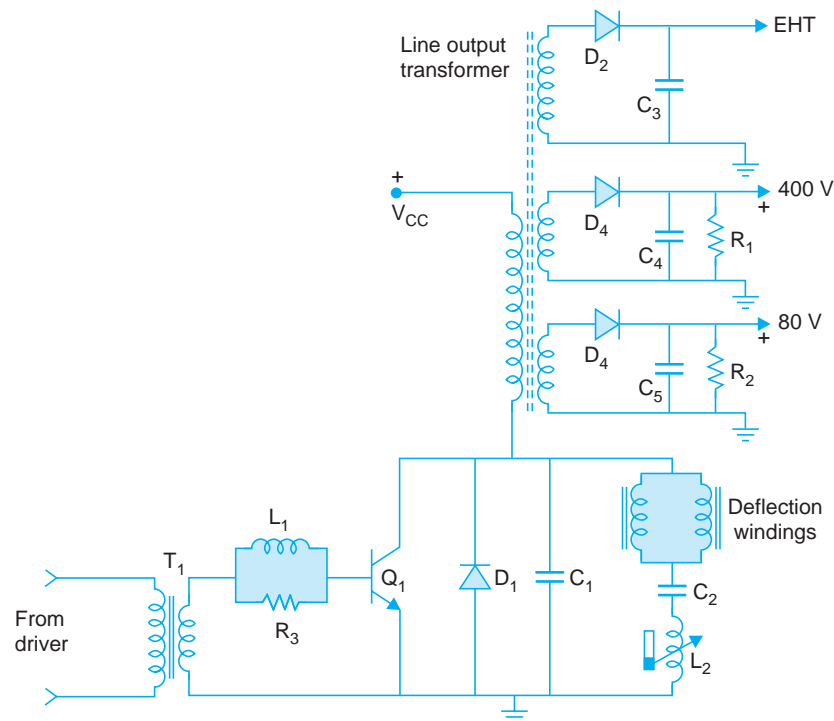 EHT
Line output
transformer
D2
C3
+
VCC
400 V
+
D4
C4
R1
80 V
+
D4
C5
R2
L1
T1
Q1
R3
D1
C1
Deflection
windings
C2
L2
From
driver